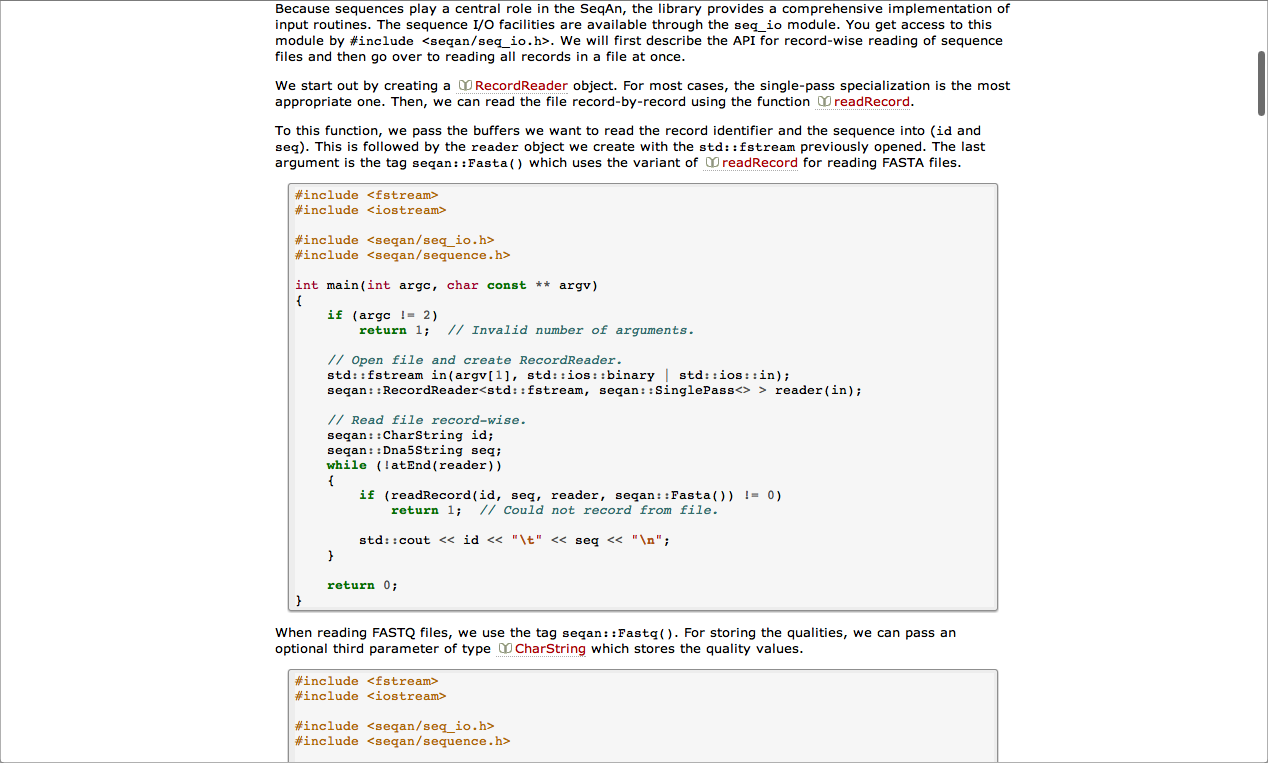 Because sequences play a central role in the SeqAn, the library provides a comprehensive implementation of
input routines. The sequence I/O facilities are available through the seq_io module. You get access to this
module by #include <seqan/seq_io.h>. We will first describe the API for record-wise reading of sequence
files and then go over to reading all records in a file at once.
We start out by creating a RecordReader object. For most cases, the single-pass specialization is the most
appropriate one. Then, we can read the file record-by-record using the function readRecord.
To this function, we pass the buffers we want to read the record identifier and the sequence into (id and
seq). This is followed by the reader object we create with the std::fstream previously opened. The last
argument is the tag seqan::Fasta() which uses the variant of readRecord for reading FASTA files.
#include <fstream>
#include <iostream>
#include <seqan/seq_io.h>
#include <seqan/sequence.h>
int main(int argc, char const ** argv)
{
    if (argc != 2)
        return 1;  // Invalid number of arguments.
    // Open file and create RecordReader.
    std::fstream in(argv[1], std::ios::binary | std::ios::in);
    seqan::RecordReader<std::fstream, seqan::SinglePass<> > reader(in);
    // Read file record-wise.
    seqan::CharString id;
    seqan::Dna5String seq;
    while (!atEnd(reader))
    {
        if (readRecord(id, seq, reader, seqan::Fasta()) != 0)
            return 1;  // Could not record from file.
        std::cout << id << "\t" << seq << "\n";
    }
    return 0;
}
When reading FASTQ files, we use the tag seqan::Fastq(). For storing the qualities, we can pass an
optional third parameter of type CharString which stores the quality values.
#include <fstream>
#include <iostream>
#include <seqan/seq_io.h>
#include <seqan/sequence.h>